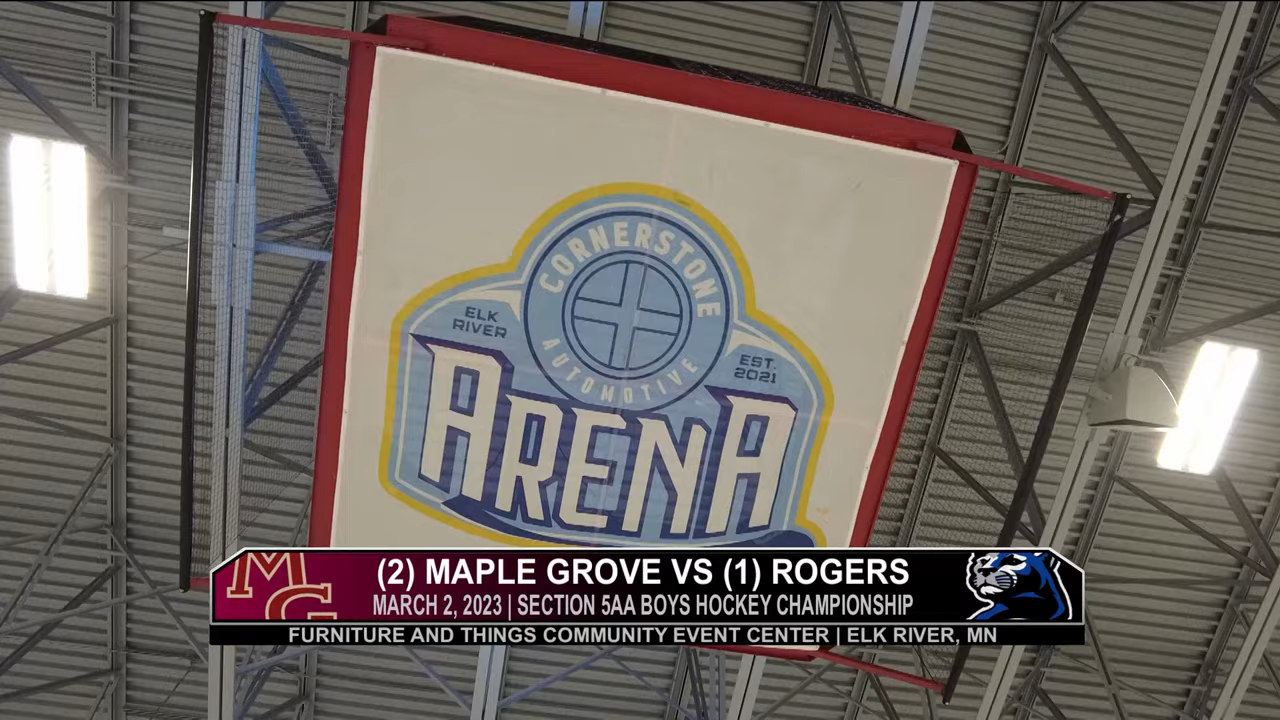 CORNERSTONE
ELK
RIVER
EST.
2021
AUTOMOTIVE
ARENA
MG
(2) MAPLE GROVE VS (1) ROGERS
MARCH 2, 2023 | SECTION 5AA BOYS HOCKEY CHAMPIONSHIP
FURNITURE AND THINGS COMMUNITY EVENT CENTER | ELK RIVER, MN